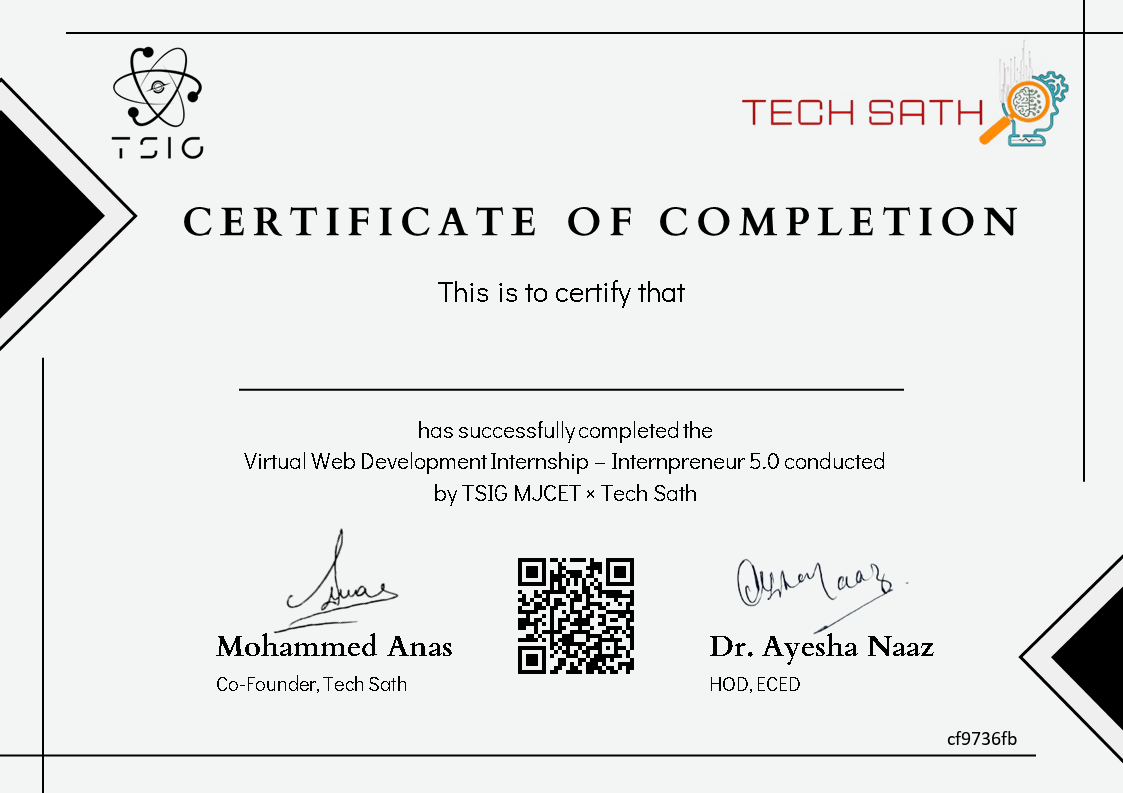 TSIG
TECH SATH
CERTIFICATE OF COMPLETION
This is to certify that
has successfully completed the
Virtual Web Development Internship – Internpreneur 5.0 conducted
by TSIG MJCET × Tech Sath
Anas
Ayesha Naaz
Mohammed Anas
Dr. Ayesha Naaz
Co-Founder, Tech Sath
HOD, ECED
cf9736fb